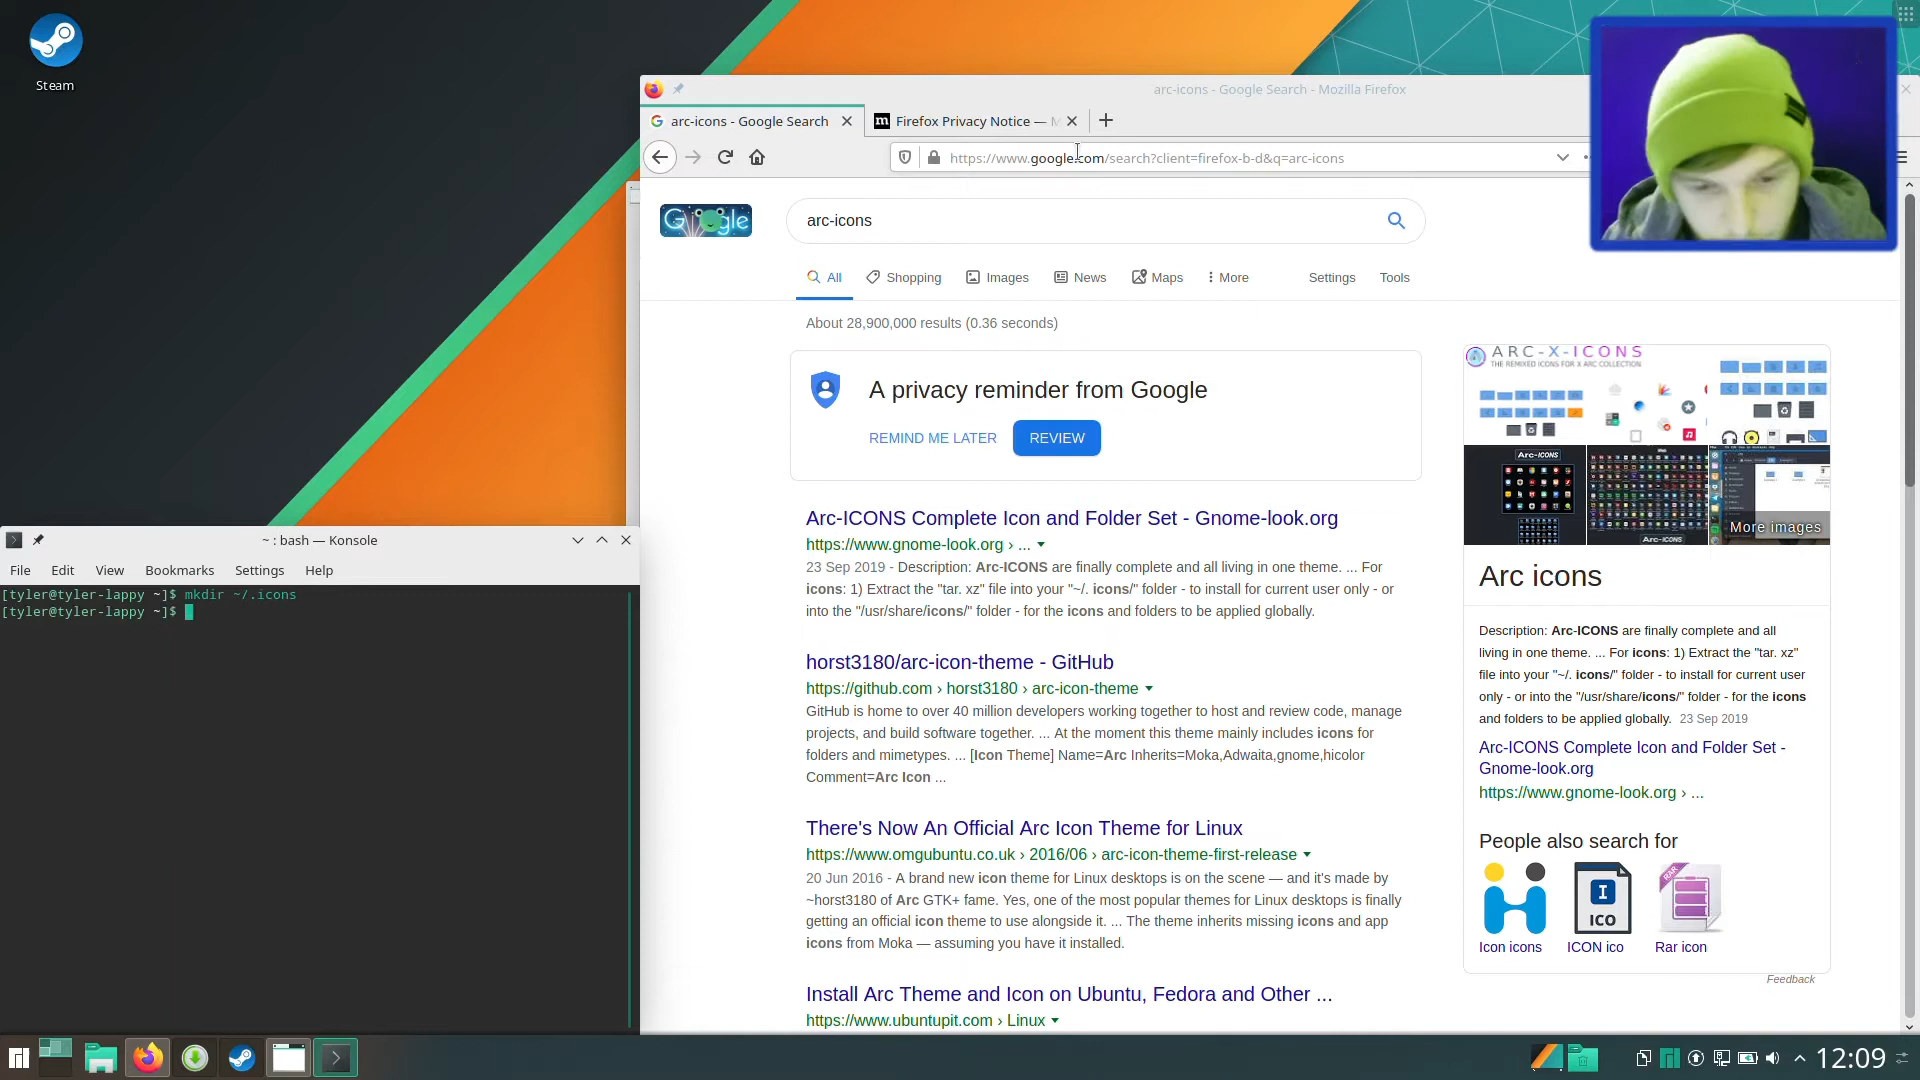 Steam
arc-icons - Google Search - Mozilla Firefox
arc-icons - Google Search
Firefox Privacy Notice —
https://www.google.com/search?client=firefox-b-d&q=arc-icons
Google
arc-icons
All
Shopping
Images
News
Maps
More
Settings
Tools
About 28,900,000 results (0.36 seconds)
A privacy reminder from Google
REMIND ME LATER
REVIEW
Arc-ICONS Complete Icon and Folder Set - Gnome-look.org
https://www.gnome-look.org › ...
23 Sep 2019 - Description: Arc-ICONS are finally complete and all living in one theme. ... For
icons: 1) Extract the "tar. xz" file into your "~/. icons/" folder - to install for current user only - or
into the "/usr/share/icons/" folder - for the icons and folders to be applied globally.
horst3180/arc-icon-theme - GitHub
https://github.com › horst3180 › arc-icon-theme
GitHub is home to over 40 million developers working together to host and review code, manage
projects, and build software together. ... At the moment this theme mainly includes icons for
folders and mimetypes. ... [Icon Theme] Name=Arc Inherits=Moka,Adwaita,gnome,hicolor
Comment=Arc Icon ...
There's Now An Official Arc Icon Theme for Linux
https://www.omgubuntu.co.uk › 2016/06 › arc-icon-theme-first-release
20 Jun 2016 - A brand new icon theme for Linux desktops is on the scene — and it's made by
~horst3180 of Arc GTK+ fame. Yes, one of the most popular themes for Linux desktops is finally
getting an official icon theme to use alongside it. ... The theme inherits missing icons and app
icons from Moka — assuming you have it installed.
Install Arc Theme and Icon on Ubuntu, Fedora and Other ...
https://www.ubuntupit.com › Linux
ARC-X-ICONS
THE REMIXED ICONS FOR X ARC COLLECTION
Arc-ICONS
Arc-ICONS
More images
Arc icons
Description: Arc-ICONS are finally complete and all
living in one theme. ... For icons: 1) Extract the "tar. xz"
file into your "~/. icons/" folder - to install for current user
only - or into the "/usr/share/icons/" folder - for the icons
and folders to be applied globally. 23 Sep 2019
Arc-ICONS Complete Icon and Folder Set -
Gnome-look.org
https://www.gnome-look.org › ...
People also search for
I
ICO
RAR
Icon icons
ICON ico
Rar icon
Feedback
~ : bash — Konsole
File
Edit
View
Bookmarks
Settings
Help
[tyler@tyler-lappy ~]$ mkdir ~/.icons
[tyler@tyler-lappy ~]$
12:09